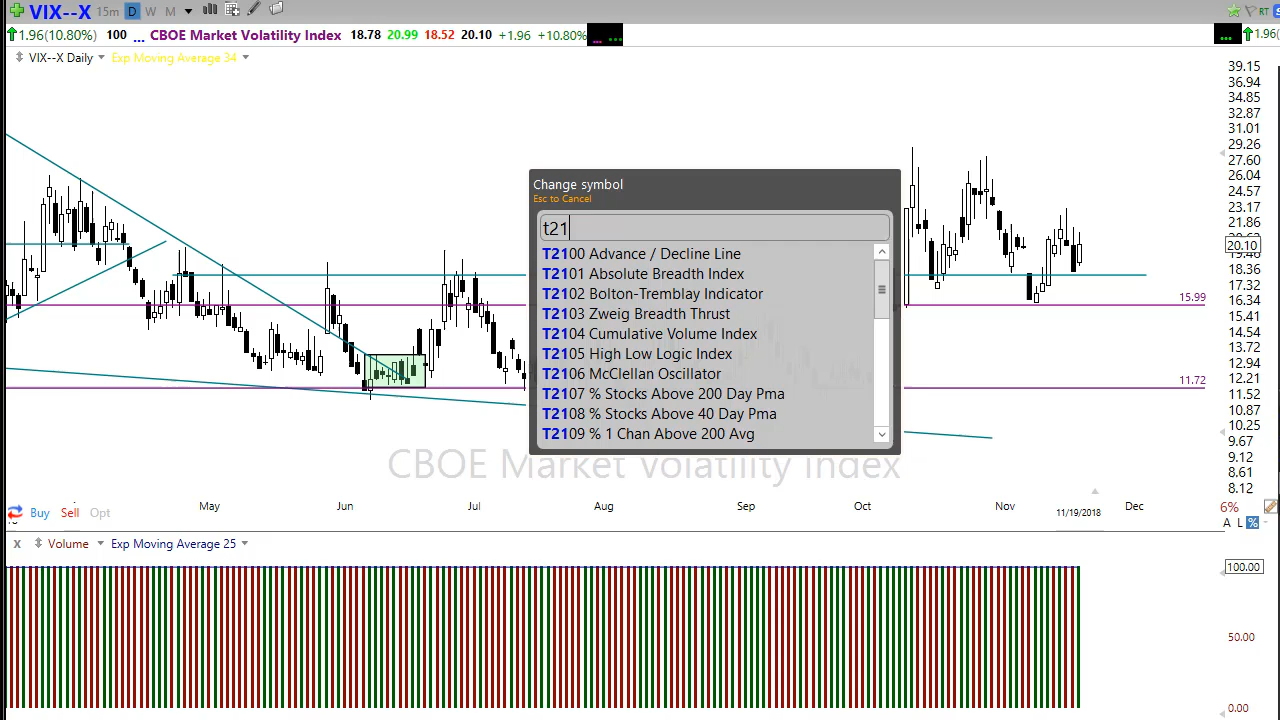 VIX--X 15m D W M RT
1.96(10.80%) 100 ... CBOE Market Volatility Index 18.78 20.99 18.52 20.10 +1.96 +10.80% ... 1.96(
VIX--X Daily Exp Moving Average 34
39.15
36.94
34.85
32.87
31.01
29.26
27.60
26.04
24.57
23.17
21.86
20.10
19.40
18.36
17.32
16.34
15.41
14.54
13.72
12.94
12.21
11.52
10.87
10.25
9.67
9.12
8.61
8.12
15.99
11.72
Change symbol
Esc to Cancel
t21
T2100 Advance / Decline Line
T2101 Absolute Breadth Index
T2102 Bolton-Tremblay Indicator
T2103 Zweig Breadth Thrust
T2104 Cumulative Volume Index
T2105 High Low Logic Index
T2106 McClellan Oscillator
T2107 % Stocks Above 200 Day Pma
T2108 % Stocks Above 40 Day Pma
T2109 % 1 Chan Above 200 Avg
CBOE Market Volatility Index
May Jun Jul Aug Sep Oct Nov Dec
11/19/2018
Buy Sell Opt
6%
A L %
X Volume Exp Moving Average 25
100.00
50.00
0.00